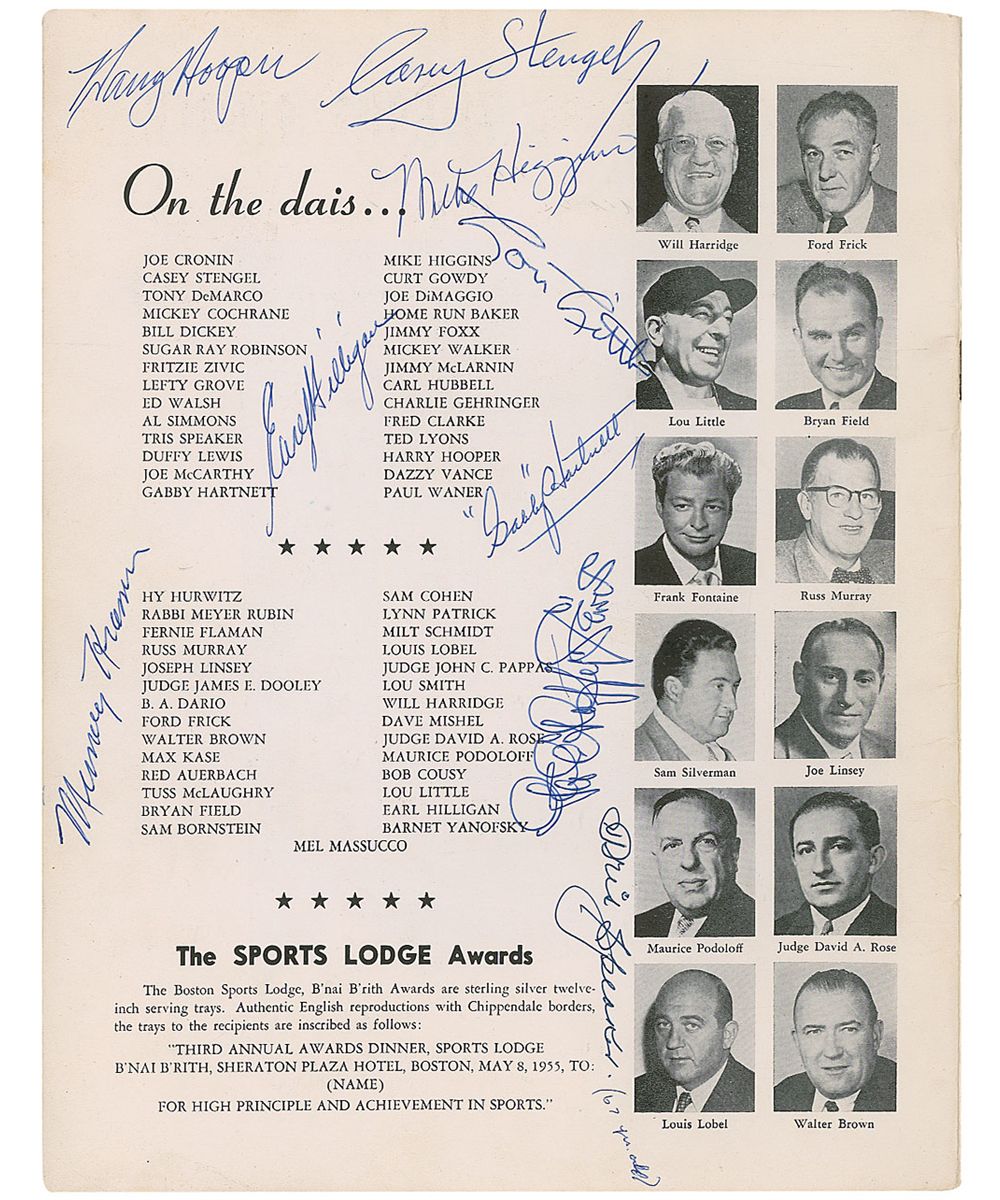 Harry Hooper
Casey Stengel
Mike Higgins
On the dais...
JOE CRONIN
CASEY STENGEL
TONY DeMARCO
MICKEY COCHRANE
BILL DICKEY
SUGAR RAY ROBINSON
FRITZIE ZIVIC
LEFTY GROVE
ED WALSH
AL SIMMONS
TRIS SPEAKER
DUFFY LEWIS
JOE McCARTHY
GABBY HARTNETT
MIKE HIGGINS
CURT GOWDY
JOE DiMAGGIO
HOME RUN BAKER
JIMMY FOXX
MICKEY WALKER
JIMMY McLARNIN
CARL HUBBELL
CHARLIE GEHRINGER
FRED CLARKE
TED LYONS
HARRY HOOPER
DAZZY VANCE
PAUL WANER
Lou Little
Earl Hilligan
"Gabby" Hartnett
★ ★ ★ ★ ★
HY HURWITZ
RABBI MEYER RUBIN
FERNIE FLAMAN
RUSS MURRAY
JOSEPH LINSEY
JUDGE JAMES E. DOOLEY
B. A. DARIO
FORD FRICK
WALTER BROWN
MAX KASE
RED AUERBACH
TUSS McLAUGHRY
BRYAN FIELD
SAM BORNSTEIN
SAM COHEN
LYNN PATRICK
MILT SCHMIDT
LOUIS LOBEL
JUDGE JOHN C. PAPPAS
LOU SMITH
WILL HARRIDGE
DAVE MISHEL
JUDGE DAVID A. ROSE
MAURICE PODOLOFF
BOB COUSY
LOU LITTLE
EARL HILLIGAN
BARNET YANOFSKY
MEL MASSUCCO
Tris Speaker. (67 yrs. old)
★ ★ ★ ★ ★
The SPORTS LODGE Awards
The Boston Sports Lodge, B'nai B'rith Awards are sterling silver twelve-
inch serving trays. Authentic English reproductions with Chippendale borders,
the trays to the recipients are inscribed as follows:
"THIRD ANNUAL AWARDS DINNER, SPORTS LODGE
B'NAI B'RITH, SHERATON PLAZA HOTEL, BOSTON, MAY 8, 1955, TO:
(NAME)
FOR HIGH PRINCIPLE AND ACHIEVEMENT IN SPORTS."
Will Harridge
Ford Frick
Lou Little
Bryan Field
Frank Fontaine
Russ Murray
Sam Silverman
Joe Linsey
Maurice Podoloff
Judge David A. Rose
Louis Lobel
Walter Brown